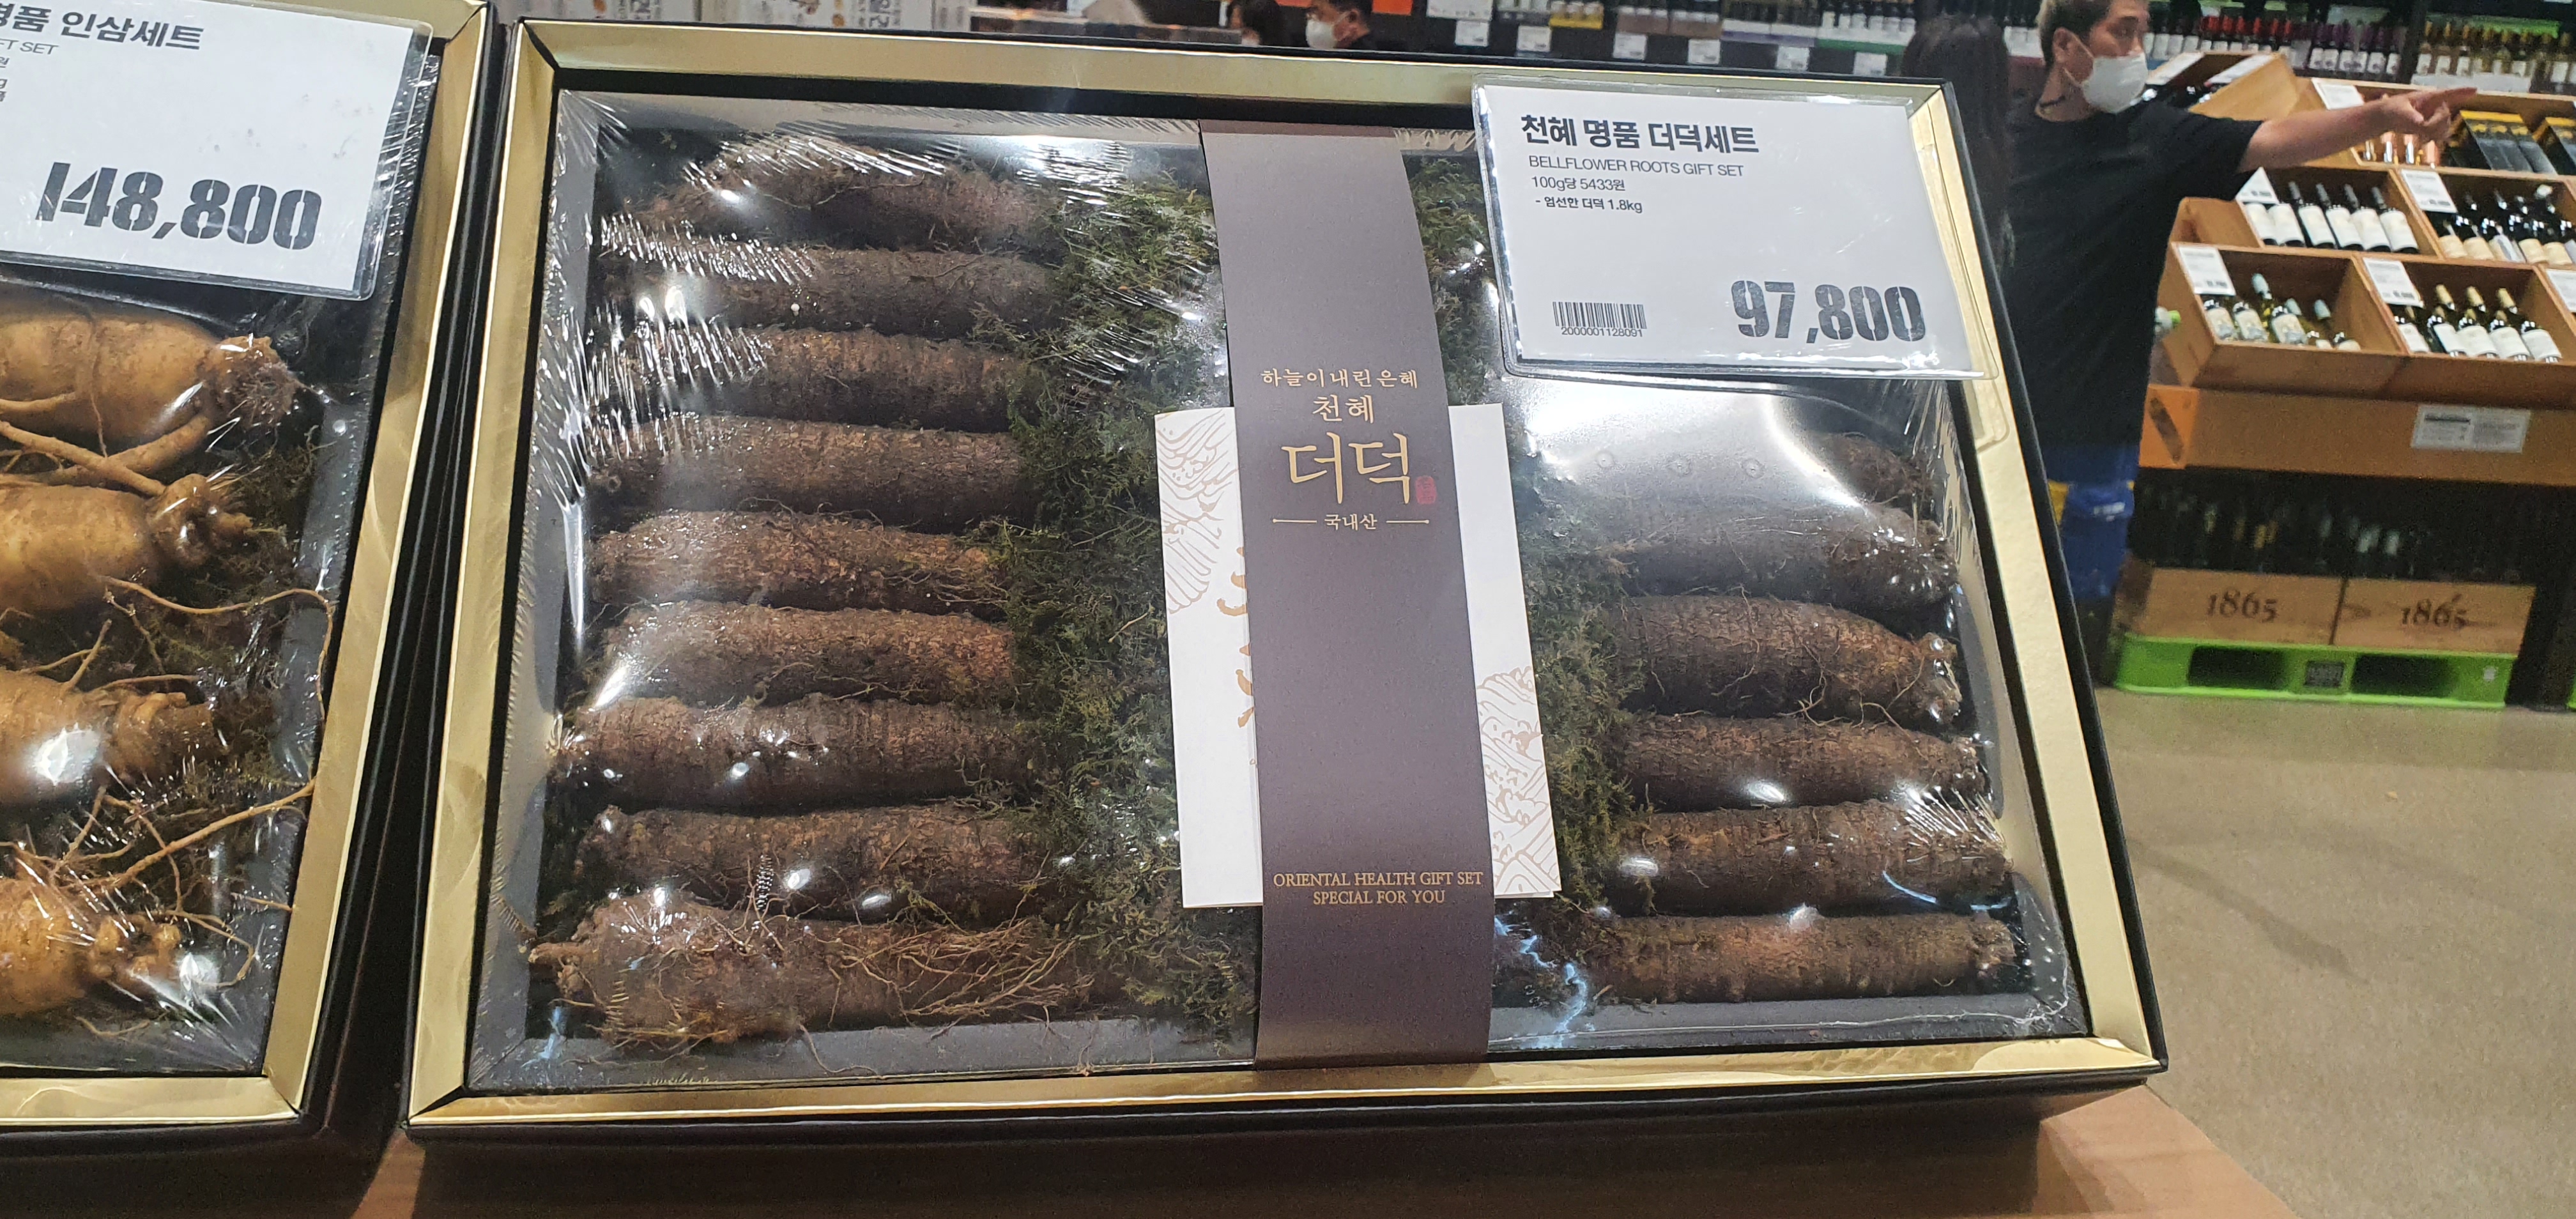 명품 인삼세트
FT SET
148,800
천혜 명품 더덕세트
BELLFLOWER ROOTS GIFT SET
100g당 5433원
- 엄선한 더덕 1.8kg
2000001128091
97,800
하늘이내린은혜
천혜
더덕
국내산
ORIENTAL HEALTH GIFT SET
SPECIAL FOR YOU
1865
1865